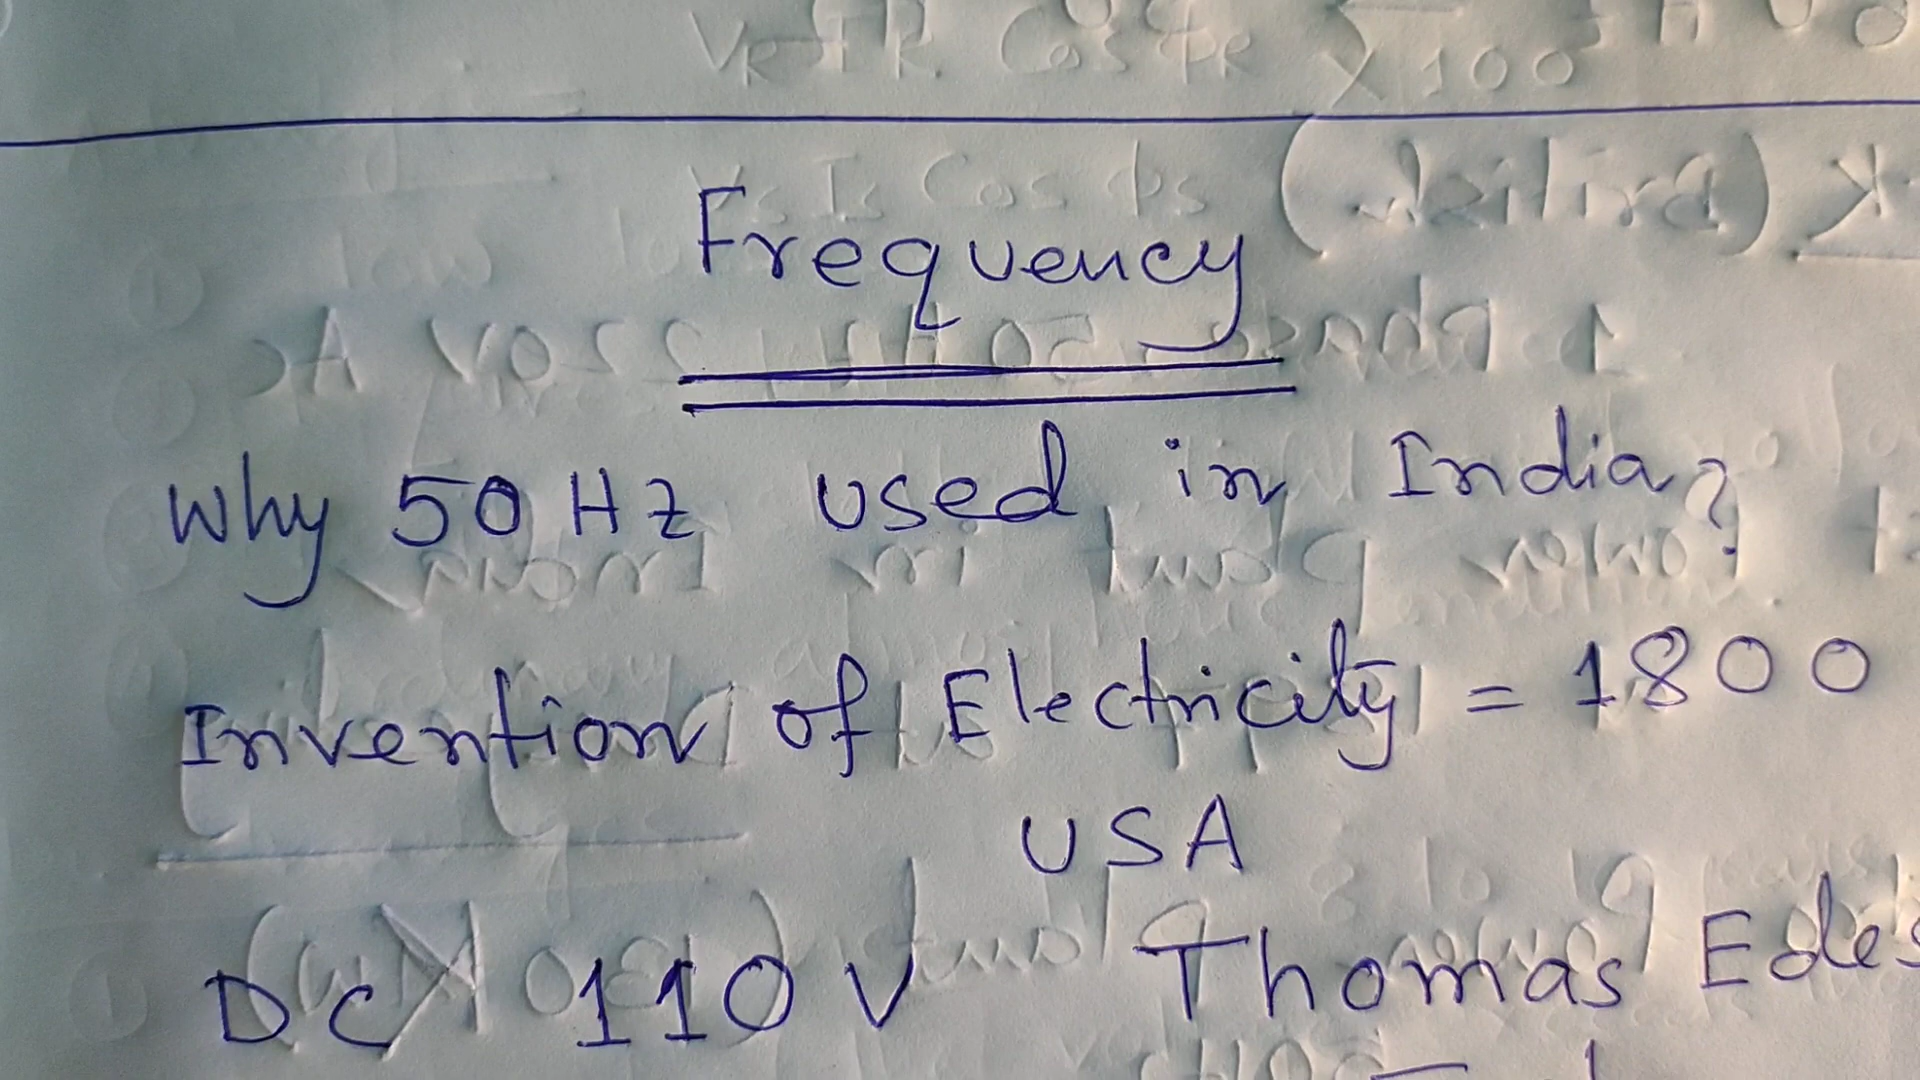 Frequency
Why 50 Hz used in India?
Invention of Electricity = 1800
USA
DC 110 V Thomas Edes